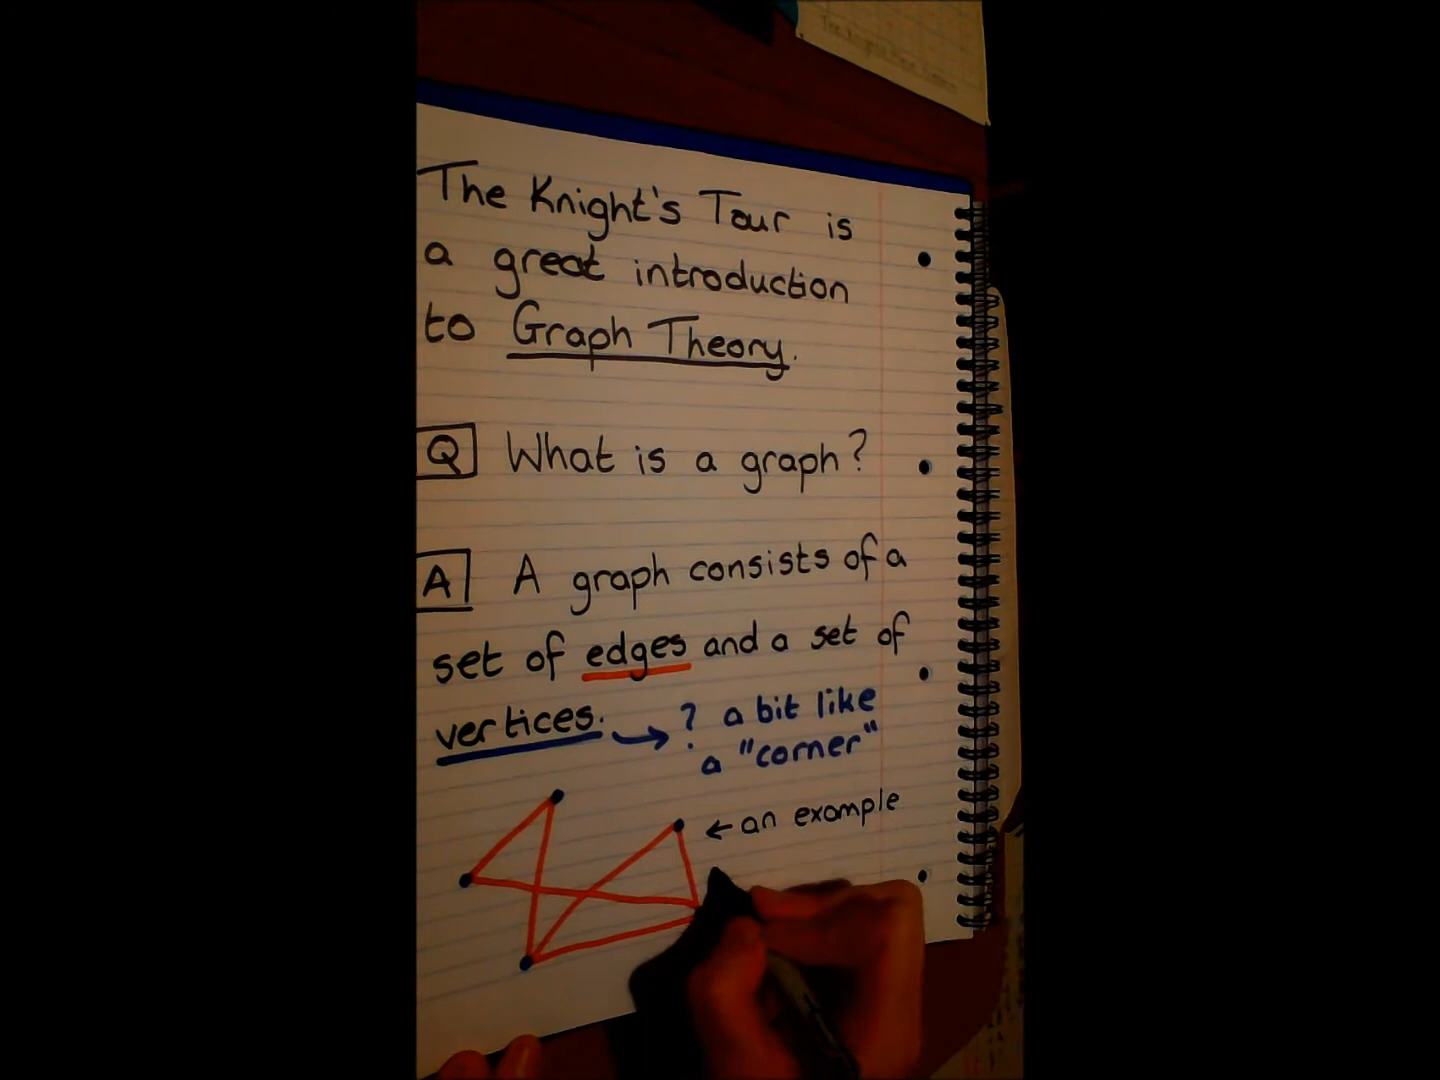 The Knight's Tour is
a great introduction
to Graph Theory.
Q What is a graph?
A A graph consists of a
set of edges and a set of
vertices. → ? a bit like
a "corner"
← an example